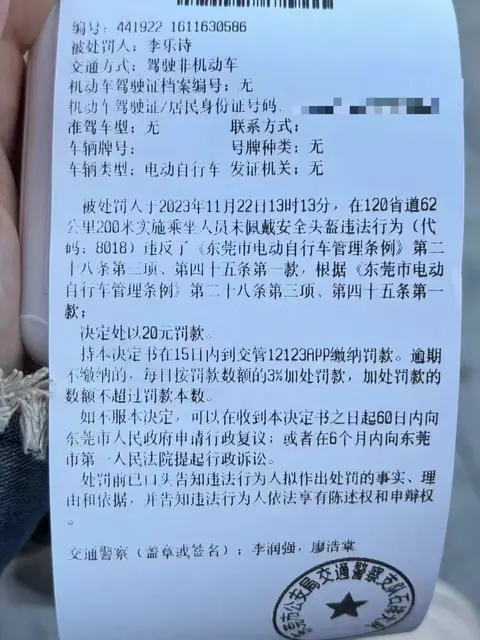 编号: 441922 1611630586
被处罚人: 李乐诗
交通方式: 驾驶非机动车
机动车驾驶证档案编号: 无
机动车驾驶证/居民身份证号码:
准驾车型: 无 联系方式:
车辆牌号: 号牌种类: 无
车辆类型: 电动自行车 发证机关: 无
被处罚人于2023年11月22日13时13分, 在120省道62
公里200米实施乘坐人员未佩戴安全头盔违法行为(代
码: 8018) 违反了《东莞市电动自行车管理条例》第二
十八条第三项、第四十五条第一款, 根据《东莞市电动
自行车管理条例》第二十八条第三项、第四十五条第一
款;
决定处以20元罚款。
持本决定书在15日内到交管12123APP缴纳罚款。逾期
不缴纳的, 每日按罚款数额的3%加处罚款, 加处罚款的
数额不超过罚款本数。
如不服本决定, 可以在收到本决定书之日起60日内向
东莞市人民政府申请行政复议; 或者在6个月内向东莞
市第一人民法院提起行政诉讼。
处罚前已口头告知违法行为人拟作出处罚的事实、理
由和依据, 并告知违法行为人依法享有陈述权和申辩权
。
交通警察 (盖章或签名); 李润强, 廖浩棠
东莞市公安局交通警察支队石排大队